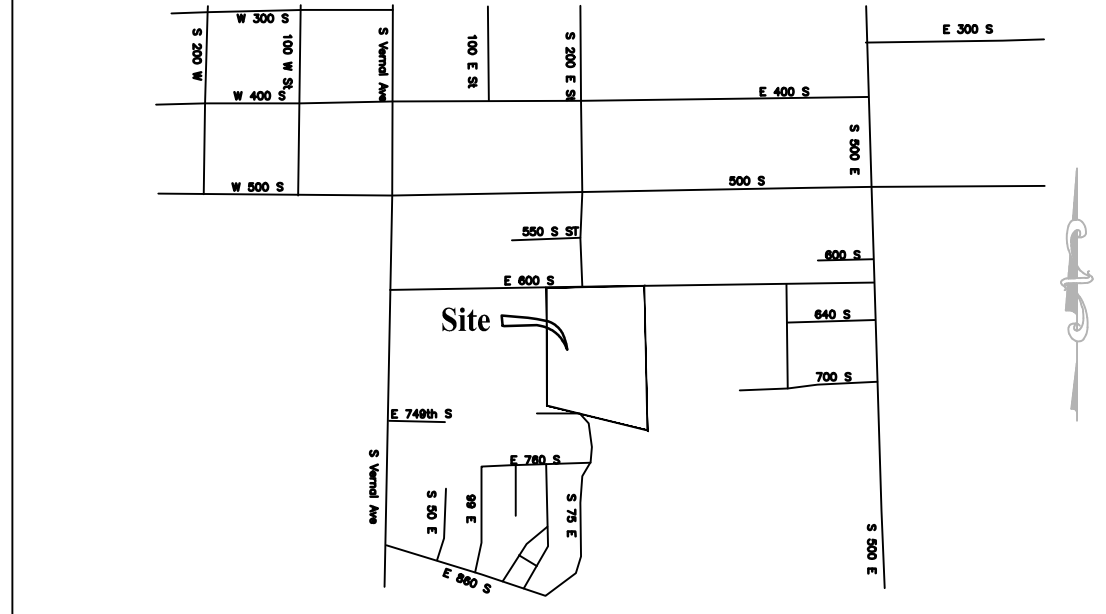 W 300 S
E 300 S
S 200 W
100 W St
S Vernal Ave
100 E St
S 200 E St
W 400 S
E 400 S
S 500 E
W 500 S
500 S
550 S ST
600 S
E 600 S
Site
640 S
700 S
E 749th S
S Vernal Ave
E 760 S
S 50 E
99 E
S 75 E
S 500 E
E 860 S